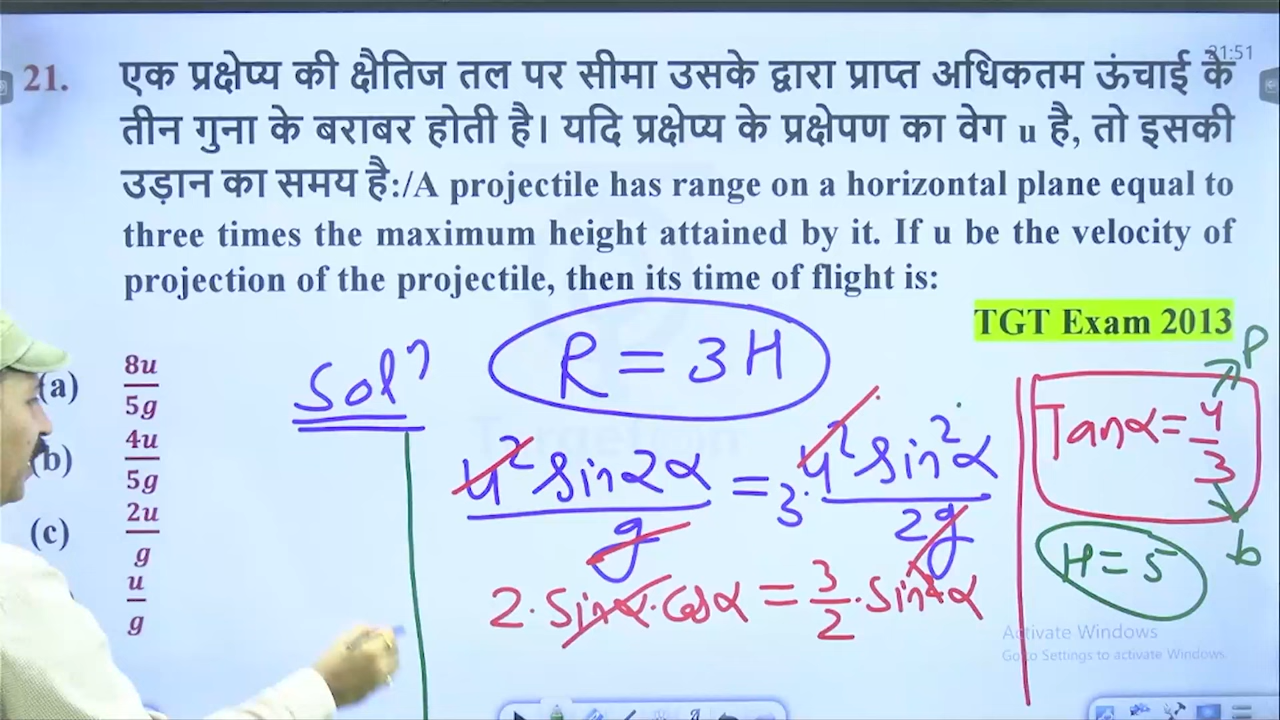 21:51
21. एक प्रक्षेप्य की क्षैतिज तल पर सीमा उसके द्वारा प्राप्त अधिकतम ऊंचाई के
तीन गुना के बराबर होती है। यदि प्रक्षेप्य के प्रक्षेपण का वेग u है, तो इसकी
उड़ान का समय है:/A projectile has range on a horizontal plane equal to
three times the maximum height attained by it. If u be the velocity of
projection of the projectile, then its time of flight is:
TGT Exam 2013
(a) 8u/5g
(b) 4u/5g
(c) 2u/g
u/g
Solⁿ
R = 3H
u² sin2α / g = 3. u² sin²α / 2g
2. sinα. cosα = 3/2 . sin²α
Tanα = 4/3
P
b
H = 5
Activate Windows
Go to Settings to activate Windows.